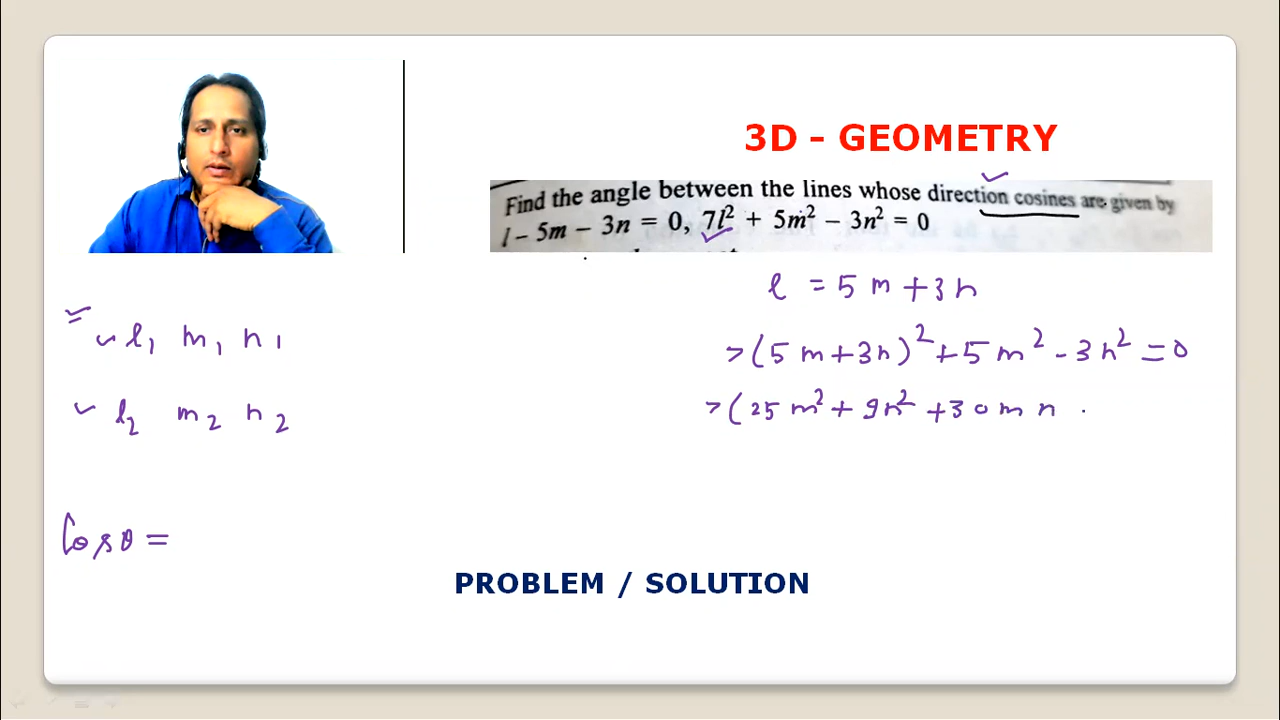 3D – GEOMETRY
Find the angle between the lines whose direction cosines are given by
l – 5m – 3n = 0, 7l² + 5m² – 3n² = 0
l = 5m + 3n
>(5m+3n)² + 5m² - 3n² = 0
>(25m² + 9n² + 30mn
l₁ m₁ n₁
l₂ m₂ n₂
Cosθ =
PROBLEM / SOLUTION